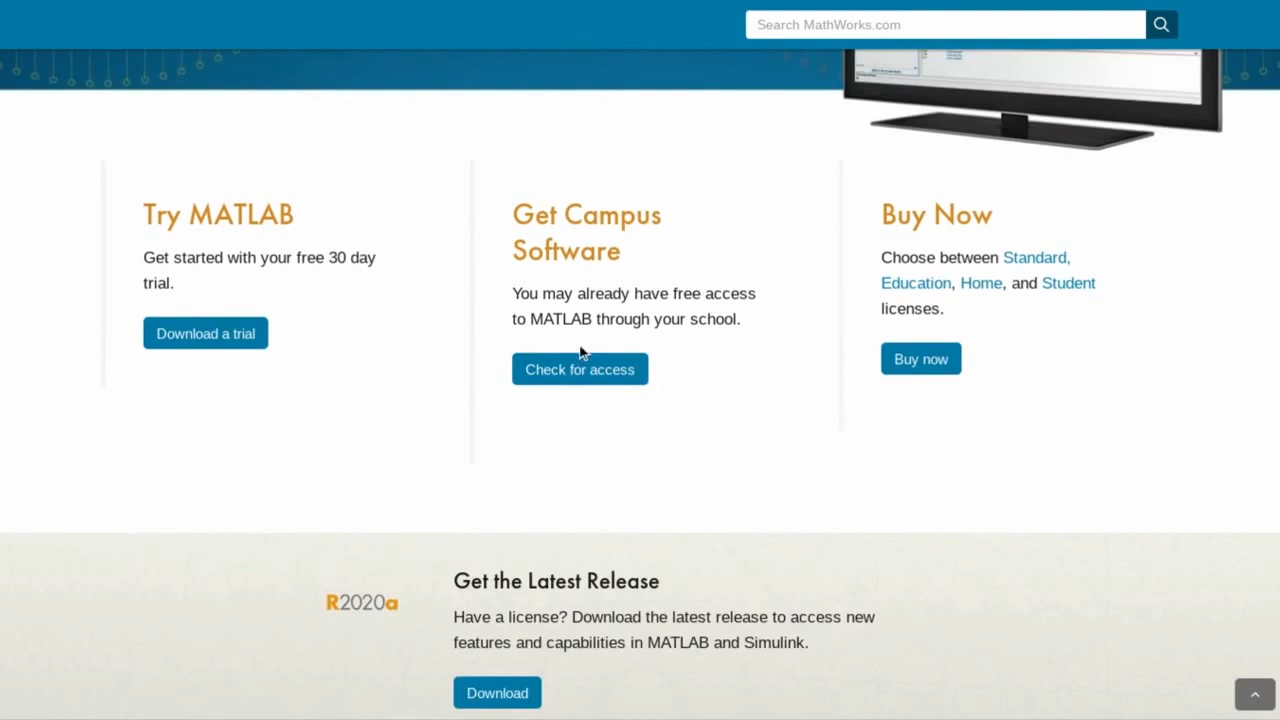 Search MathWorks.com
Try MATLAB
Get started with your free 30 day
trial.
Download a trial
Get Campus
Software
You may already have free access
to MATLAB through your school.
Check for access
Buy Now
Choose between Standard,
Education, Home, and Student
licenses.
Buy now
R2020a
Get the Latest Release
Have a license? Download the latest release to access new
features and capabilities in MATLAB and Simulink.
Download